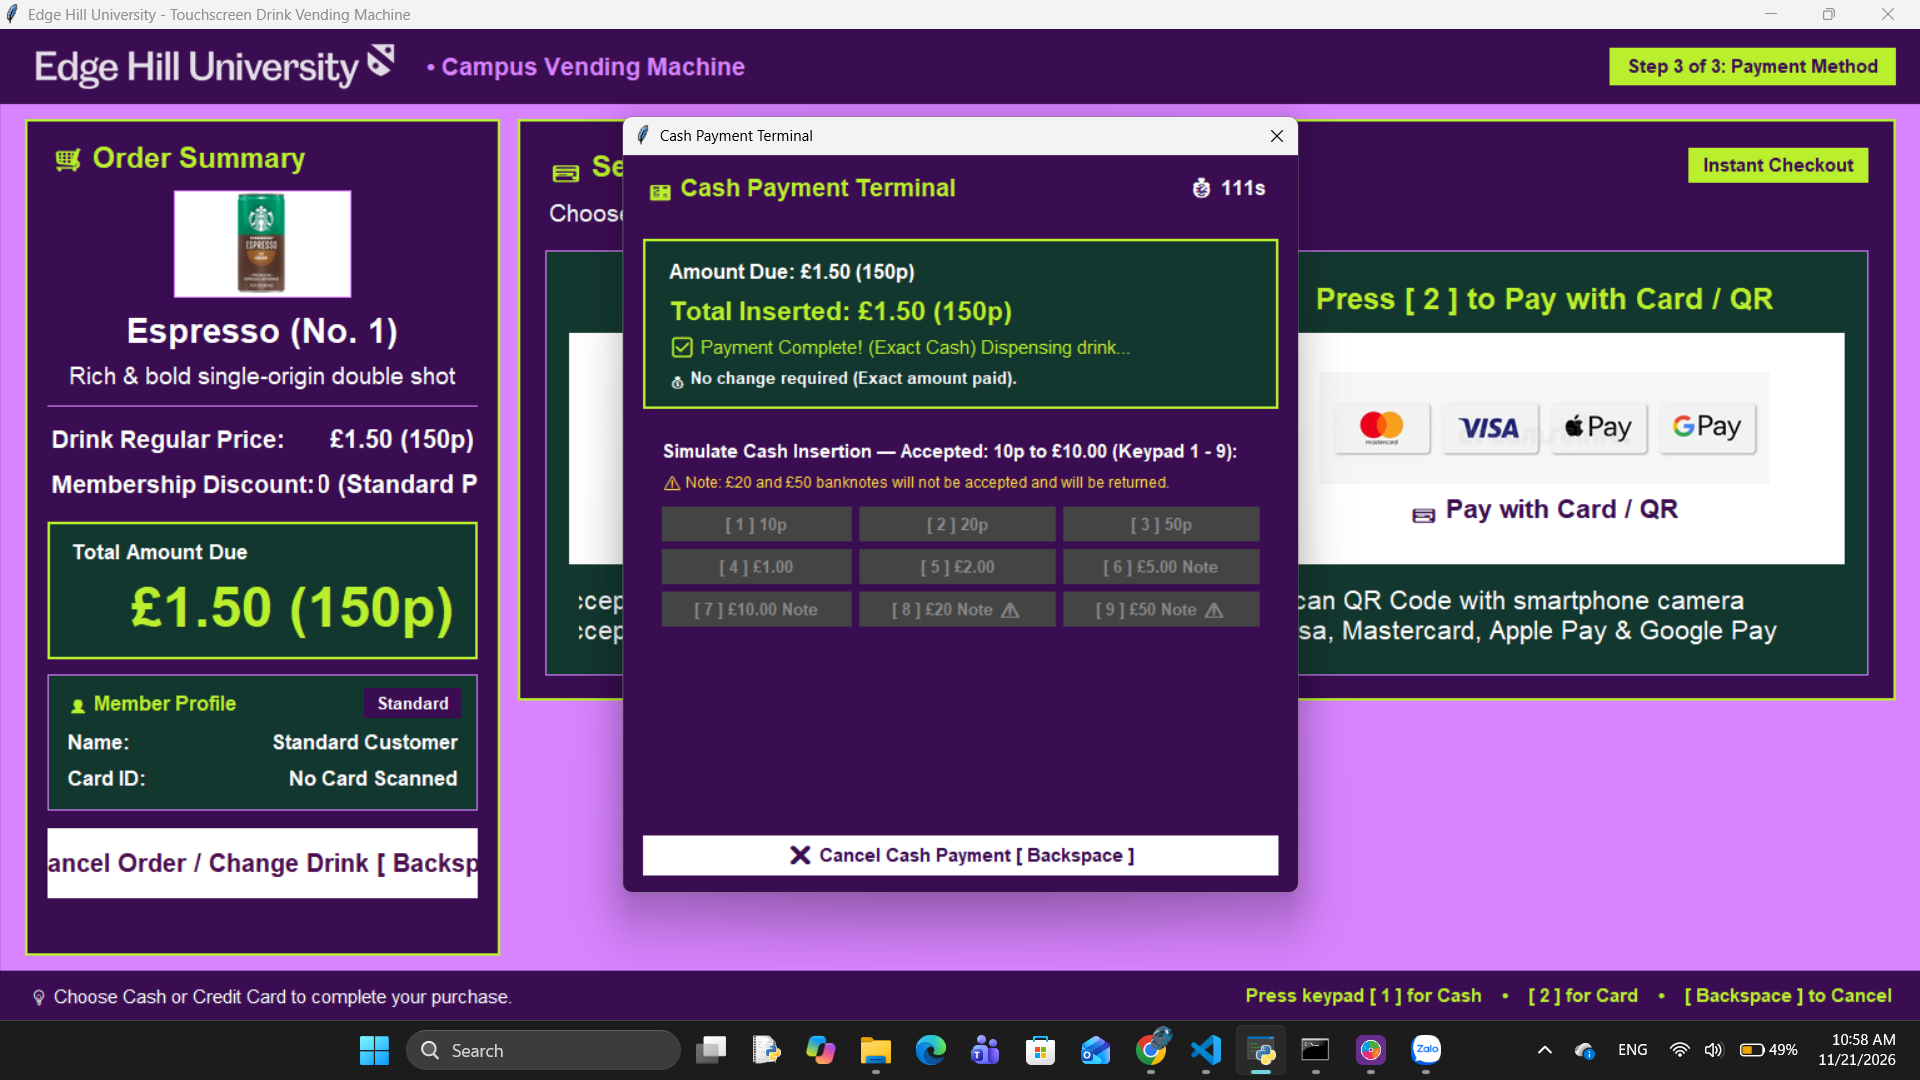 Edge Hill University - Touchscreen Drink Vending Machine
Edge Hill University
• Campus Vending Machine
Step 3 of 3: Payment Method
Order Summary
ESPRESSO
Espresso (No. 1)
Rich & bold single-origin double shot
Drink Regular Price: £1.50 (150p)
Membership Discount: 0 (Standard P
Total Amount Due
£1.50 (150p)
Member Profile
Standard
Name: Standard Customer
Card ID: No Card Scanned
ancel Order / Change Drink [ Backsp
Se
Choose
Instant Checkout
Cash Payment Terminal
Cash Payment Terminal
111s
Amount Due: £1.50 (150p)
Total Inserted: £1.50 (150p)
Payment Complete! (Exact Cash) Dispensing drink...
No change required (Exact amount paid).
Simulate Cash Insertion — Accepted: 10p to £10.00 (Keypad 1 - 9):
⚠ Note: £20 and £50 banknotes will not be accepted and will be returned.
[ 1 ] 10p [ 2 ] 20p [ 3 ] 50p
[ 4 ] £1.00 [ 5 ] £2.00 [ 6 ] £5.00 Note
[ 7 ] £10.00 Note [ 8 ] £20 Note ⚠ [ 9 ] £50 Note ⚠
Cancel Cash Payment [ Backspace ]
Press [ 2 ] to Pay with Card / QR
mastercard
VISA
Pay
G Pay
Pay with Card / QR
ccep
ccep
can QR Code with smartphone camera
sa, Mastercard, Apple Pay & Google Pay
Choose Cash or Credit Card to complete your purchase.
Press keypad [ 1 ] for Cash • [ 2 ] for Card • [ Backspace ] to Cancel
Search
Zalo
ENG
49%
10:58 AM
11/21/2026